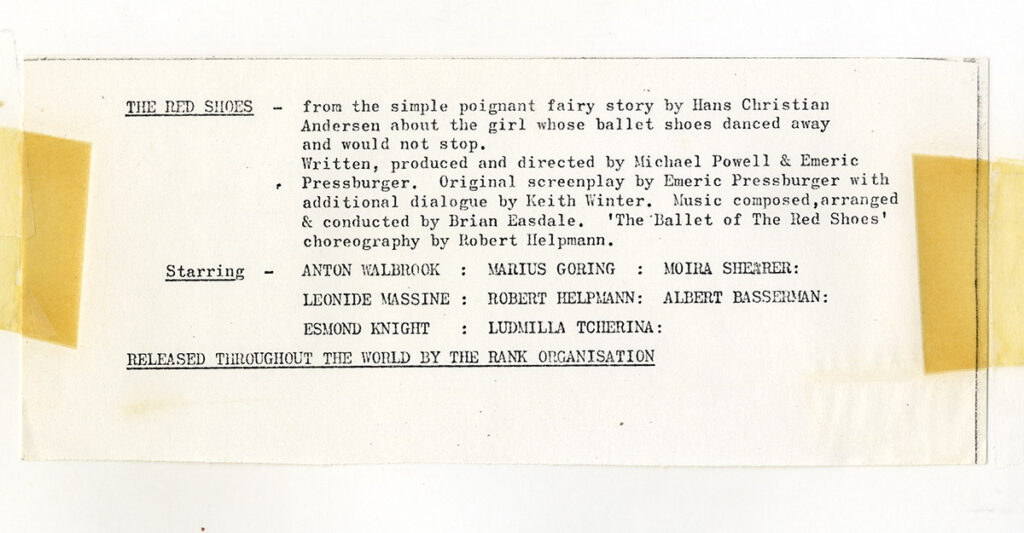 THE RED SHOES - from the simple poignant fairy story by Hans Christian
Andersen about the girl whose ballet shoes danced away
and would not stop.
Written, produced and directed by Michael Powell & Emeric
Pressburger. Original screenplay by Emeric Pressburger with
additional dialogue by Keith Winter. Music composed,arranged
& conducted by Brian Easdale. 'The Ballet of The Red Shoes'
choreography by Robert Helpmann.
Starring - ANTON WALBROOK : MARIUS GORING : MOIRA SHEARER:
LEONIDE MASSINE : ROBERT HELPMANN: ALBERT BASSERMAN:
ESMOND KNIGHT : LUDMILLA TCHERINA:
RELEASED THROUGHOUT THE WORLD BY THE RANK ORGANISATION